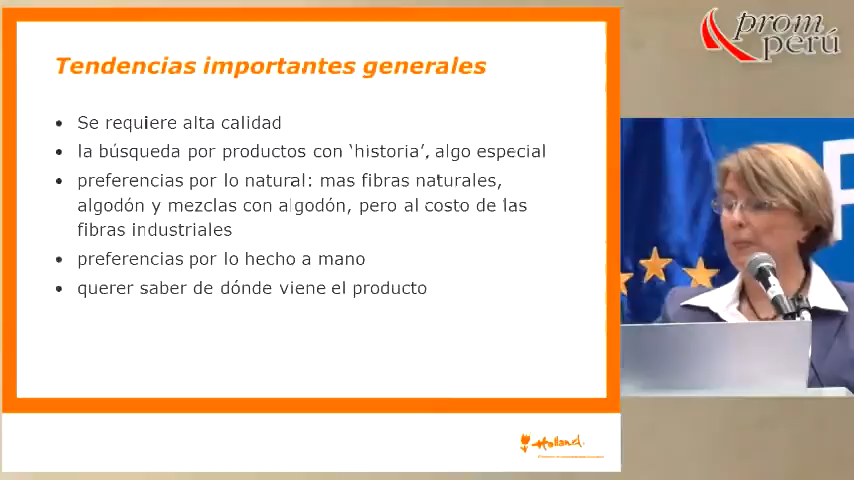 prom
perú
Tendencias importantes generales
• Se requiere alta calidad
• la búsqueda por productos con ‘historia’, algo especial
• preferencias por lo natural: mas fibras naturales,
algodón y mezclas con algodón, pero al costo de las
fibras industriales
• preferencias por lo hecho a mano
• querer saber de dónde viene el producto
P
Holland.